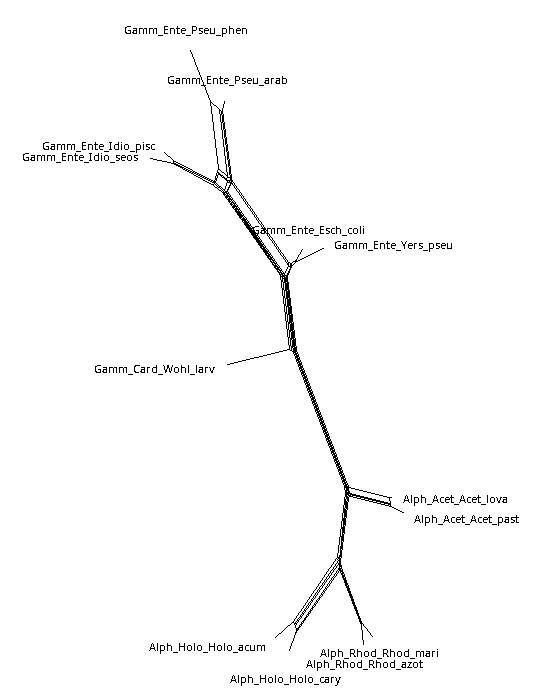 Gamm_Ente_Pseu_phen
Gamm_Ente_Pseu_arab
Gamm_Ente_Idio_pisc
Gamm_Ente_Idio_seos
Gamm_Ente_Esch_coli
Gamm_Ente_Yers_pseu
Gamm_Card_Wohl_larv
Alph_Acet_Acet_lova
Alph_Acet_Acet_past
Alph_Holo_Holo_acum
Alph_Rhod_Rhod_mari
Alph_Rhod_Rhod_azot
Alph_Holo_Holo_cary